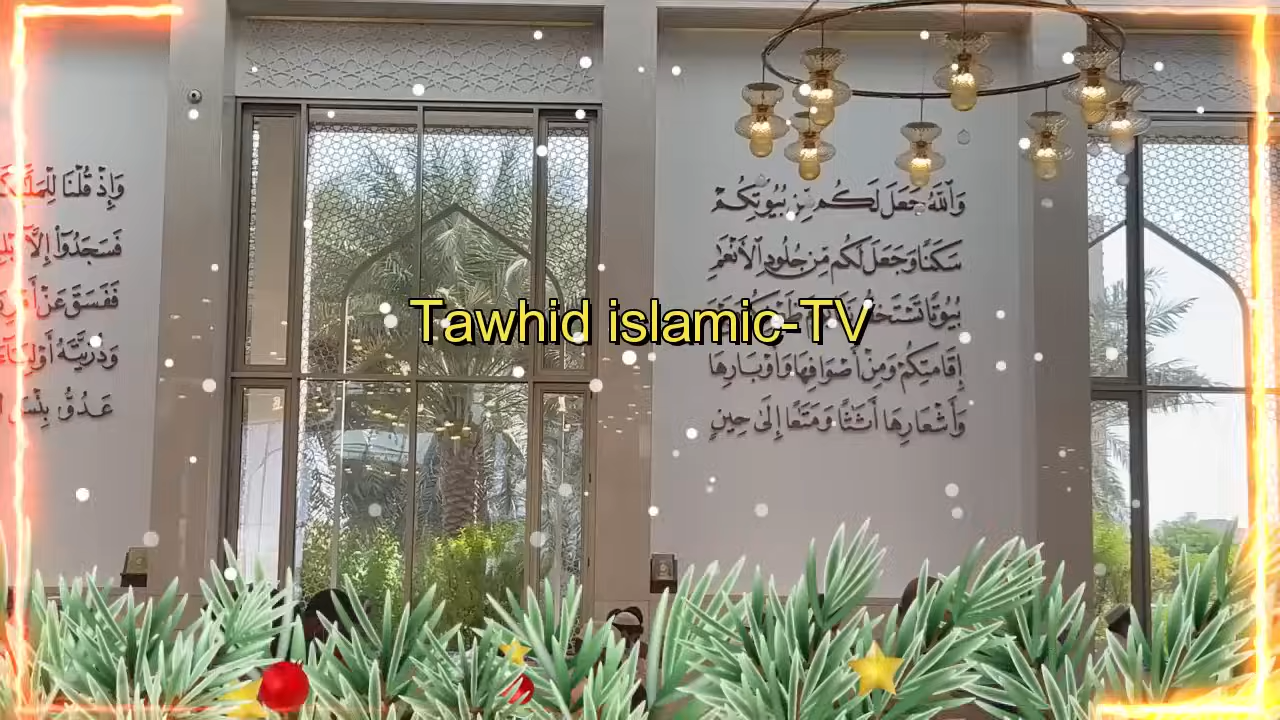 وَإِذْ قُلْنَا
فَسَجَدُوٓا۟ إِلَّآ
فَفَسَقَ عَنْ
وَذُرِّيَّتَهُۥٓ
عَدُوٌّۢ بِئْسَ
وَٱللَّهُ جَعَلَ لَكُم مِّنۢ بُيُوتِكُمْ
سَكَنًا وَجَعَلَ لَكُم مِّن جُلُودِ ٱلْأَنْعَٰمِ
بُيُوتًا
إِقَامَتِكُمْ وَمِنْ أَصْوَافِهَا وَأَوْبَارِهَا
وَأَشْعَارِهَآ أَثَٰثًا وَمَتَٰعًا إِلَىٰ حِينٍ
Tawhid islamic-TV